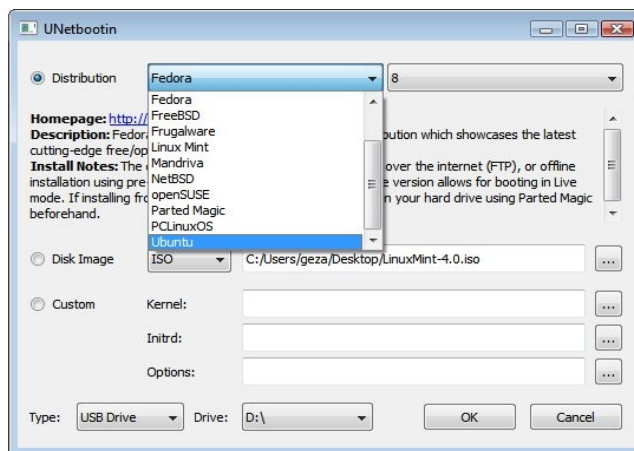 UNetbootin
Distribution Fedora 8
Fedora
FreeBSD
Frugalware
Linux Mint
Mandriva
NetBSD
openSUSE
Parted Magic
PCLinuxOS
Ubuntu
Homepage: http://
Description: Fedor bution which showcases the latest
cutting-edge free/op
Install Notes: The over the internet (FTP), or offline
installation using pre e version allows for booting in Live
mode. If installing fro n your hard drive using Parted Magic
beforehand.
Disk Image ISO C:/Users/geza/Desktop/LinuxMint-4.0.iso ...
Custom Kernel: ...
Initrd: ...
Options: ...
Type: USB Drive Drive: D:\ OK Cancel